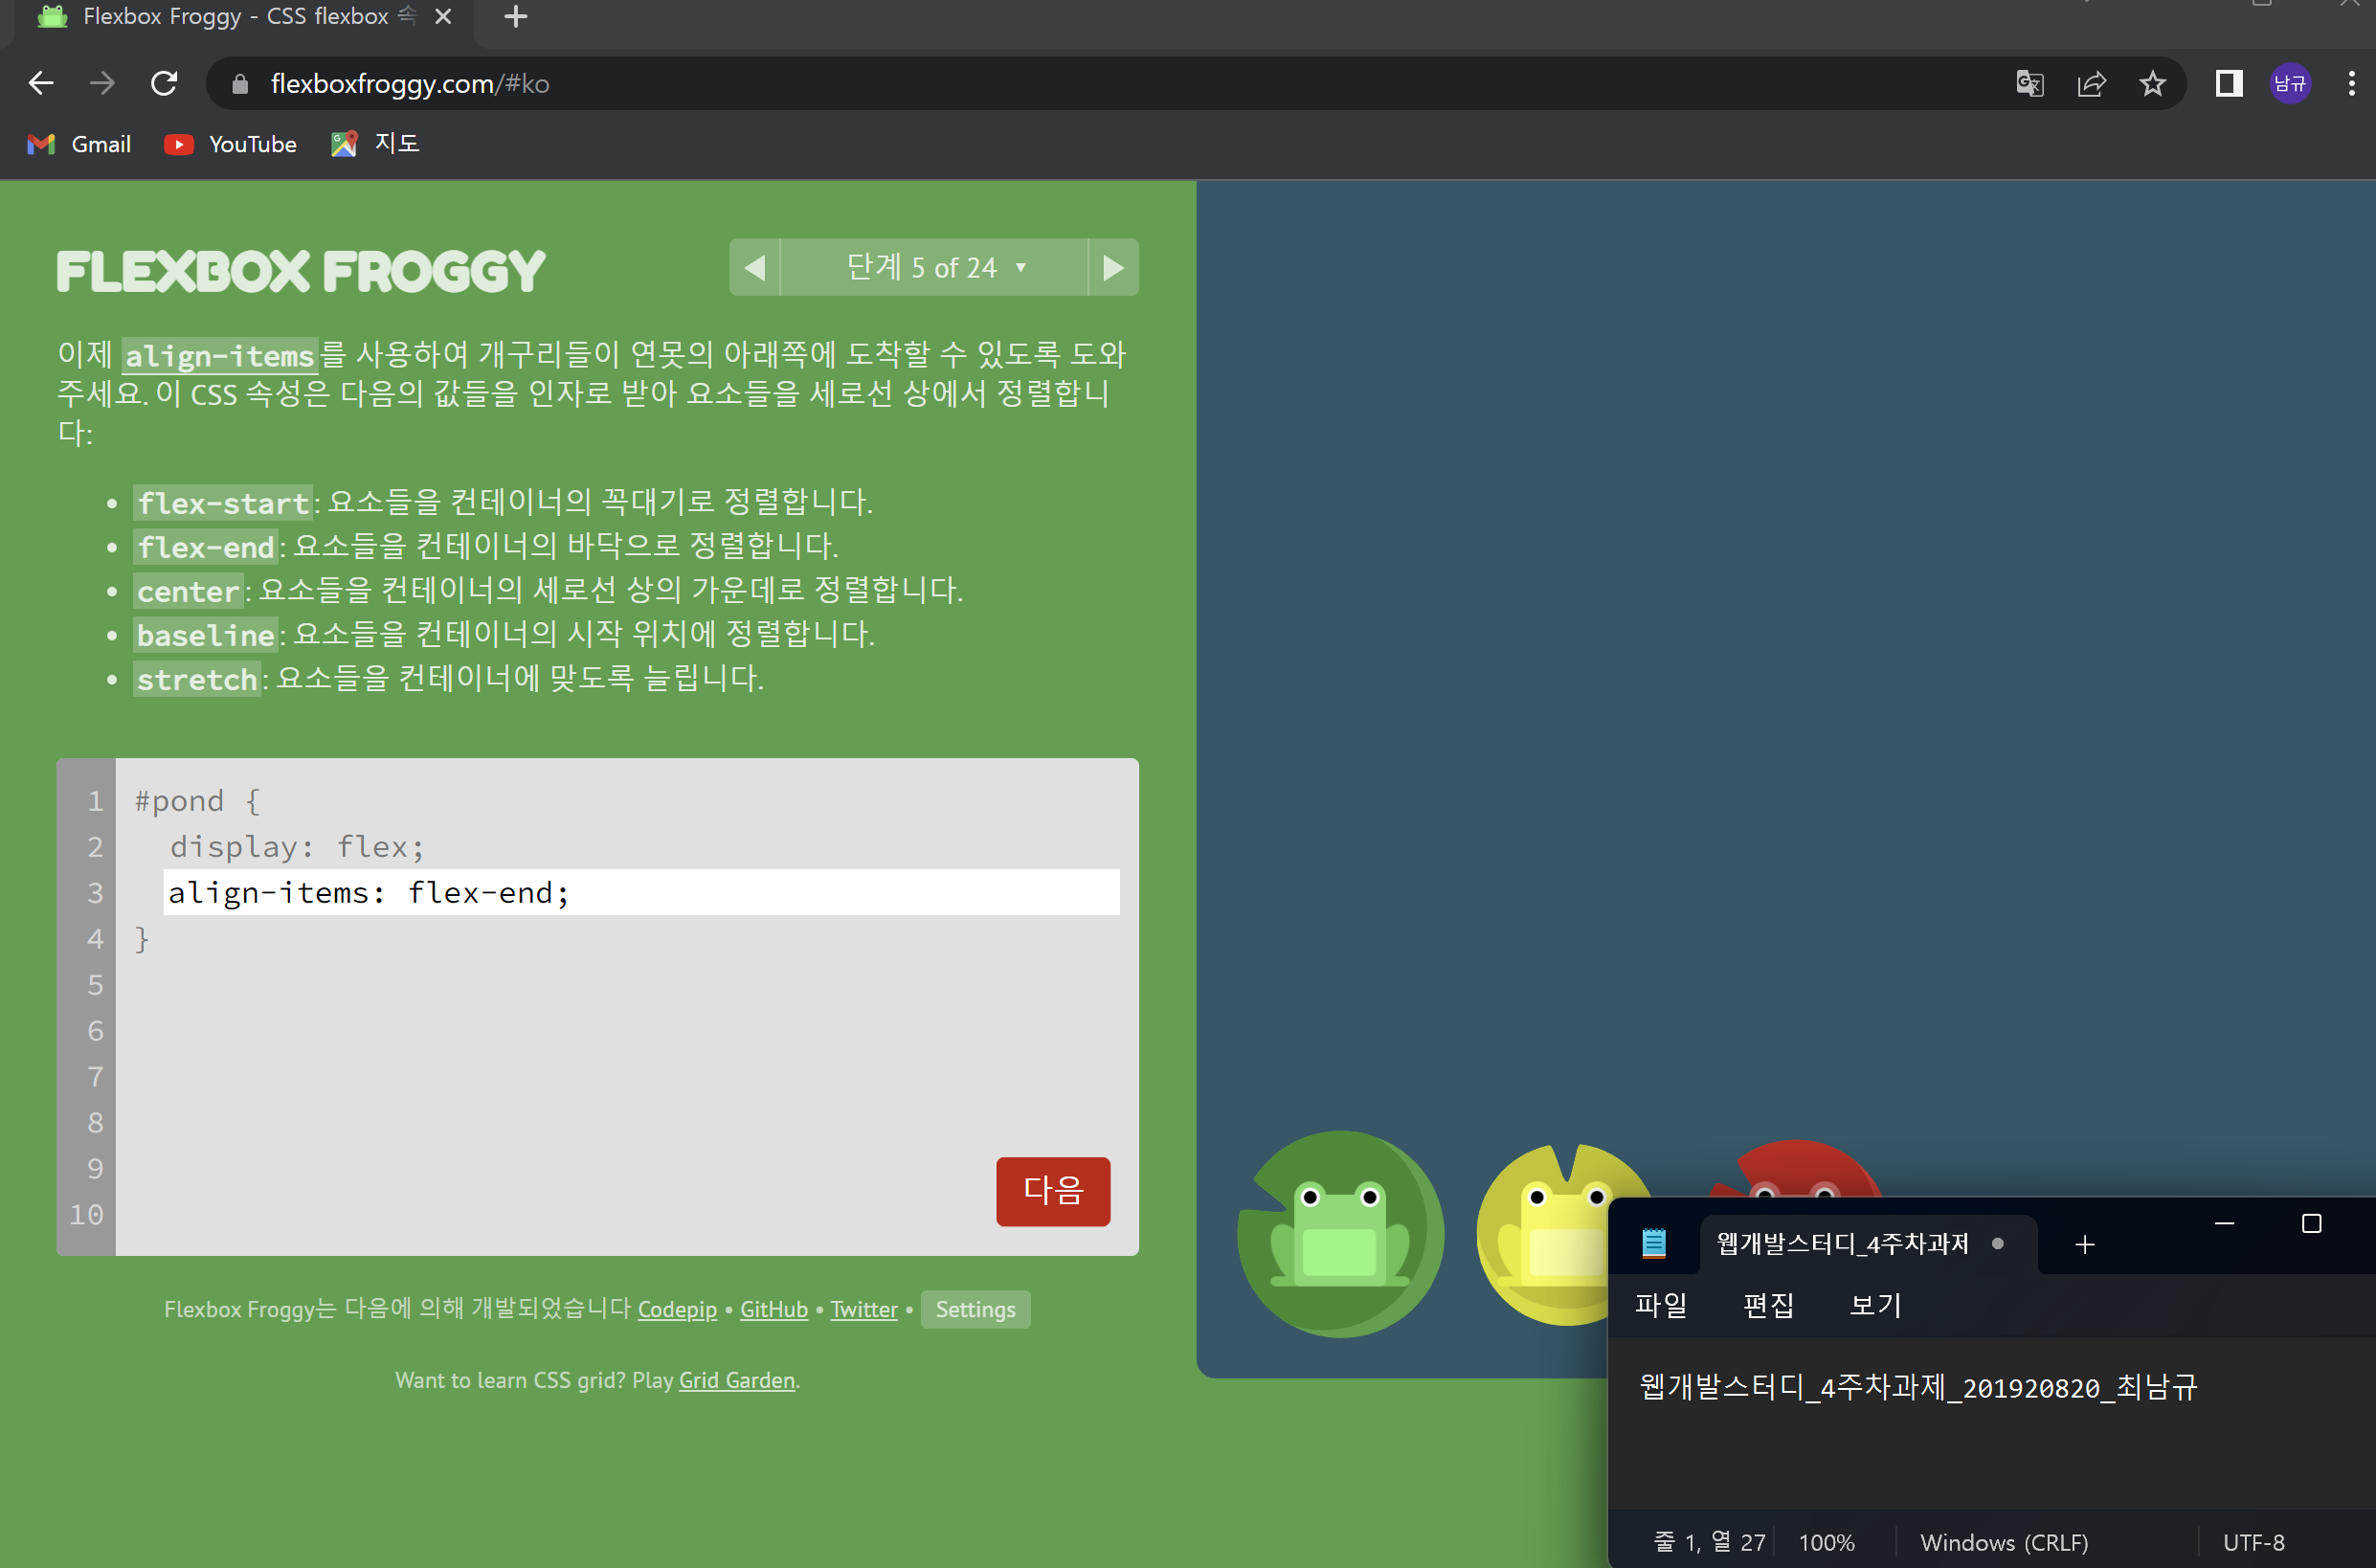 Flexbox Froggy - CSS flexbox 속
flexboxfroggy.com/#ko
남규
Gmail
YouTube
지도
FLEXBOX FROGGY
단계 5 of 24
이제 align-items를 사용하여 개구리들이 연못의 아래쪽에 도착할 수 있도록 도와
주세요. 이 CSS 속성은 다음의 값들을 인자로 받아 요소들을 세로선 상에서 정렬합니
다:
flex-start: 요소들을 컨테이너의 꼭대기로 정렬합니다.
flex-end: 요소들을 컨테이너의 바닥으로 정렬합니다.
center: 요소들을 컨테이너의 세로선 상의 가운데로 정렬합니다.
baseline: 요소들을 컨테이너의 시작 위치에 정렬합니다.
stretch: 요소들을 컨테이너에 맞도록 늘립니다.
1 #pond {
2 display: flex;
3 align-items: flex-end;
4 }
5
6
7
8
9
10
다음
Flexbox Froggy는 다음에 의해 개발되었습니다 Codepip • GitHub • Twitter • Settings
Want to learn CSS grid? Play Grid Garden.
웹개발스터디_4주차과제
파일 편집 보기
웹개발스터디_4주차과제_201920820_최남규
줄 1, 열 27 100% Windows (CRLF) UTF-8